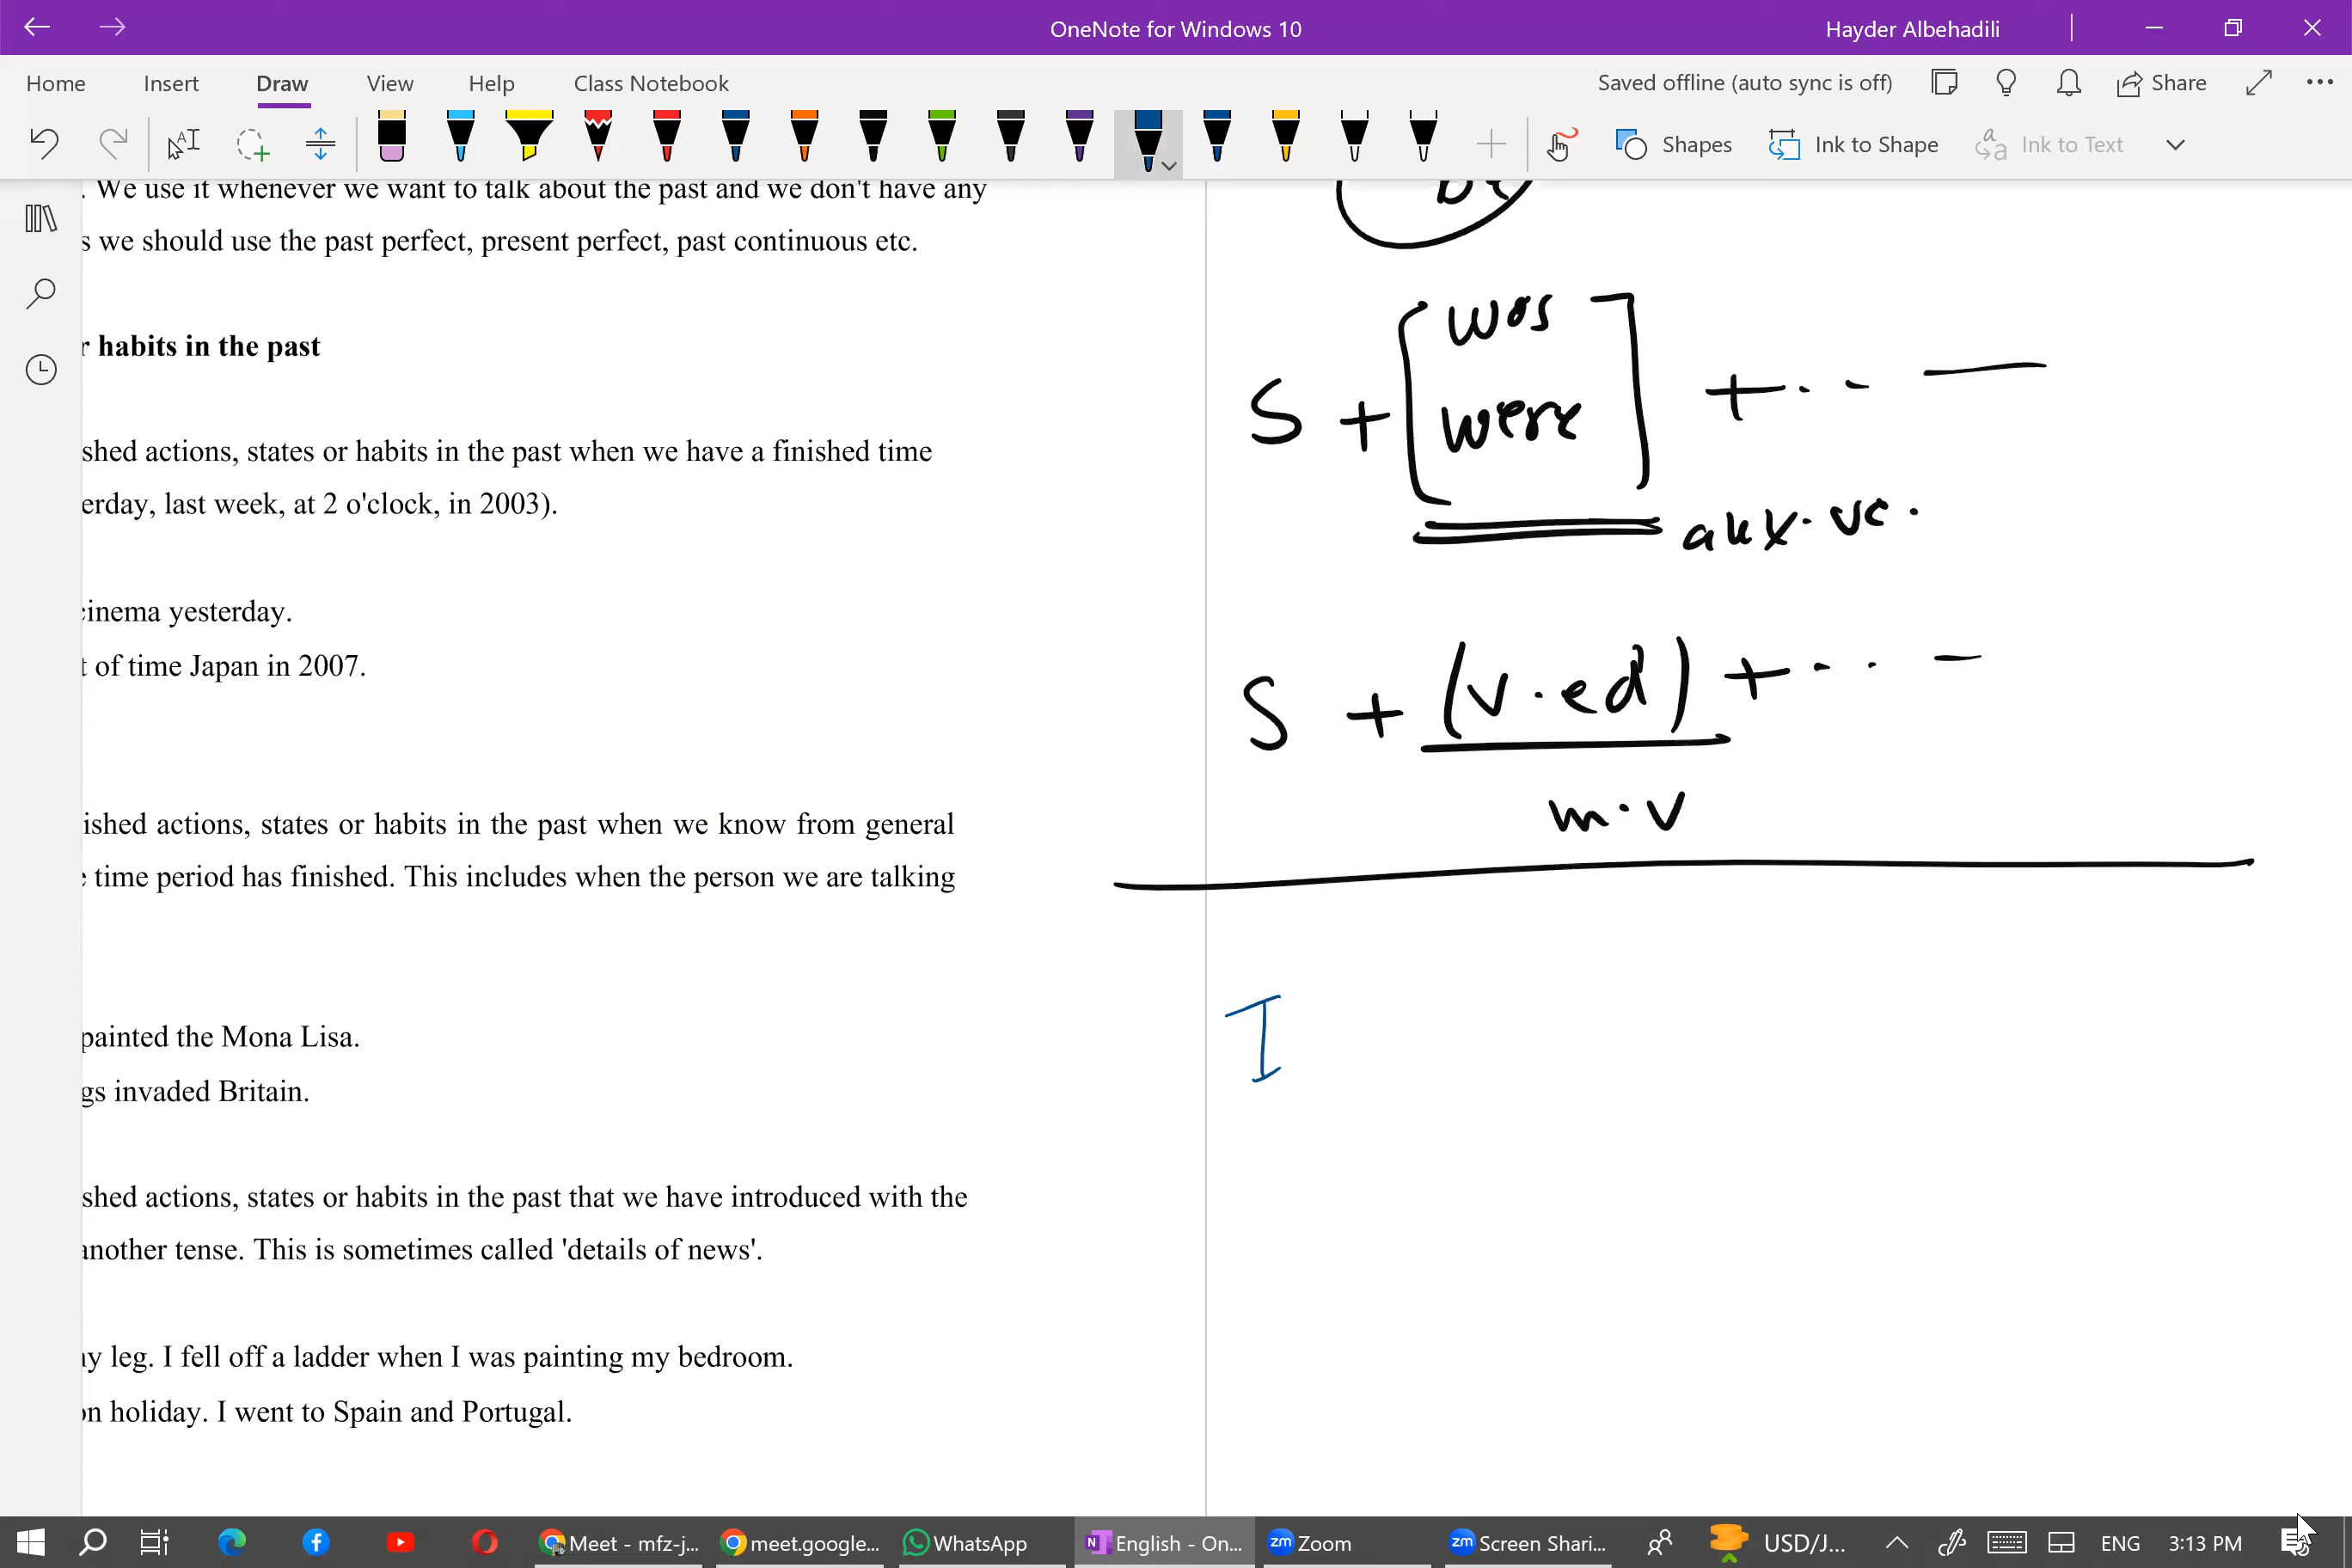 OneNote for Windows 10
Hayder Albehadili
Home Insert Draw View Help Class Notebook
Saved offline (auto sync is off) Share
Shapes Ink to Shape Ink to Text
. We use it whenever we want to talk about the past and we don't have any
s we should use the past perfect, present perfect, past continuous etc.
r habits in the past
shed actions, states or habits in the past when we have a finished time
erday, last week, at 2 o'clock, in 2003).
cinema yesterday.
t of time Japan in 2007.
ished actions, states or habits in the past when we know from general
e time period has finished. This includes when the person we are talking
painted the Mona Lisa.
gs invaded Britain.
shed actions, states or habits in the past that we have introduced with the
another tense. This is sometimes called 'details of news'.
ny leg. I fell off a ladder when I was painting my bedroom.
on holiday. I went to Spain and Portugal.
be
was
S + [ were ] + .. —
aux. ve.
S + (v.ed) + .. -
m.v
I
Meet - mfz-j... meet.google... WhatsApp English - On... Zoom Screen Shari... USD/J... ENG 3:13 PM